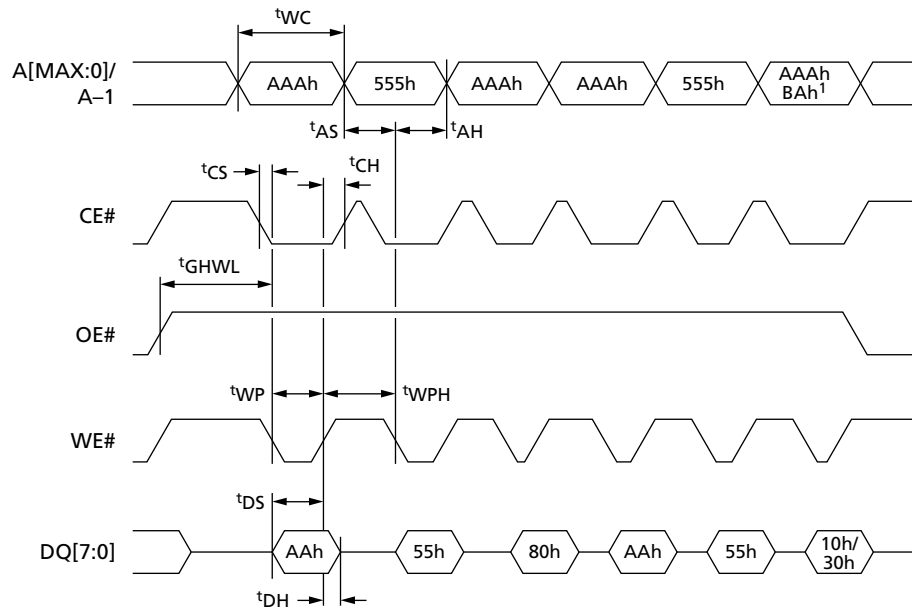 tWC
A[MAX:0]/
A–1
AAAh
555h
AAAh
AAAh
555h
AAAh
BAh1
tAS
tAH
tCS
tCH
CE#
tGHWL
OE#
tWP
tWPH
WE#
tDS
DQ[7:0]
AAh
55h
80h
AAh
55h
10h/
30h
tDH